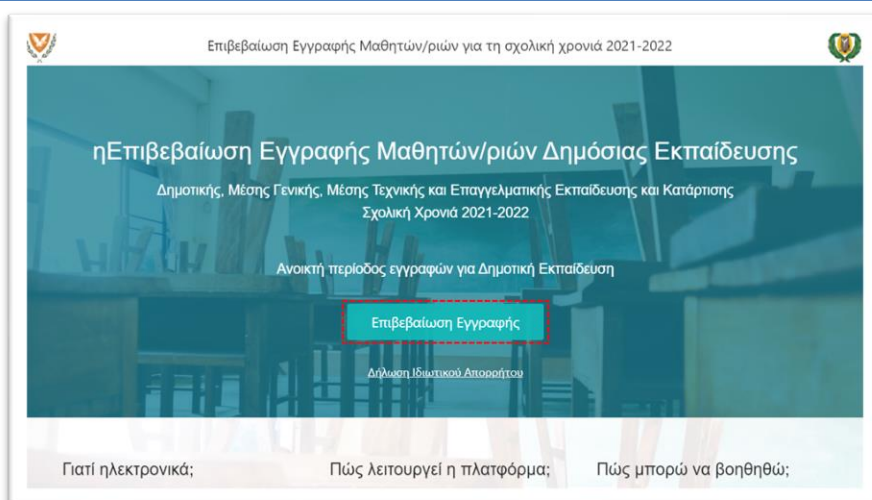 Επιβεβαίωση Εγγραφής Μαθητών/ριών για τη σχολική χρονιά 2021-2022
ηΕπιβεβαίωση Εγγραφής Μαθητών/ριών Δημόσιας Εκπαίδευσης
Δημοτικής, Μέσης Γενικής, Μέσης Τεχνικής και Επαγγελματικής Εκπαίδευσης και Κατάρτισης
Σχολική Χρονιά 2021-2022
Ανοικτή περίοδος εγγραφών για Δημοτική Εκπαίδευση
Επιβεβαίωση Εγγραφής
Δήλωση Ιδιωτικού Απορρήτου
Γιατί ηλεκτρονικά; Πώς λειτουργεί η πλατφόρμα; Πώς μπορώ να βοηθηθώ;